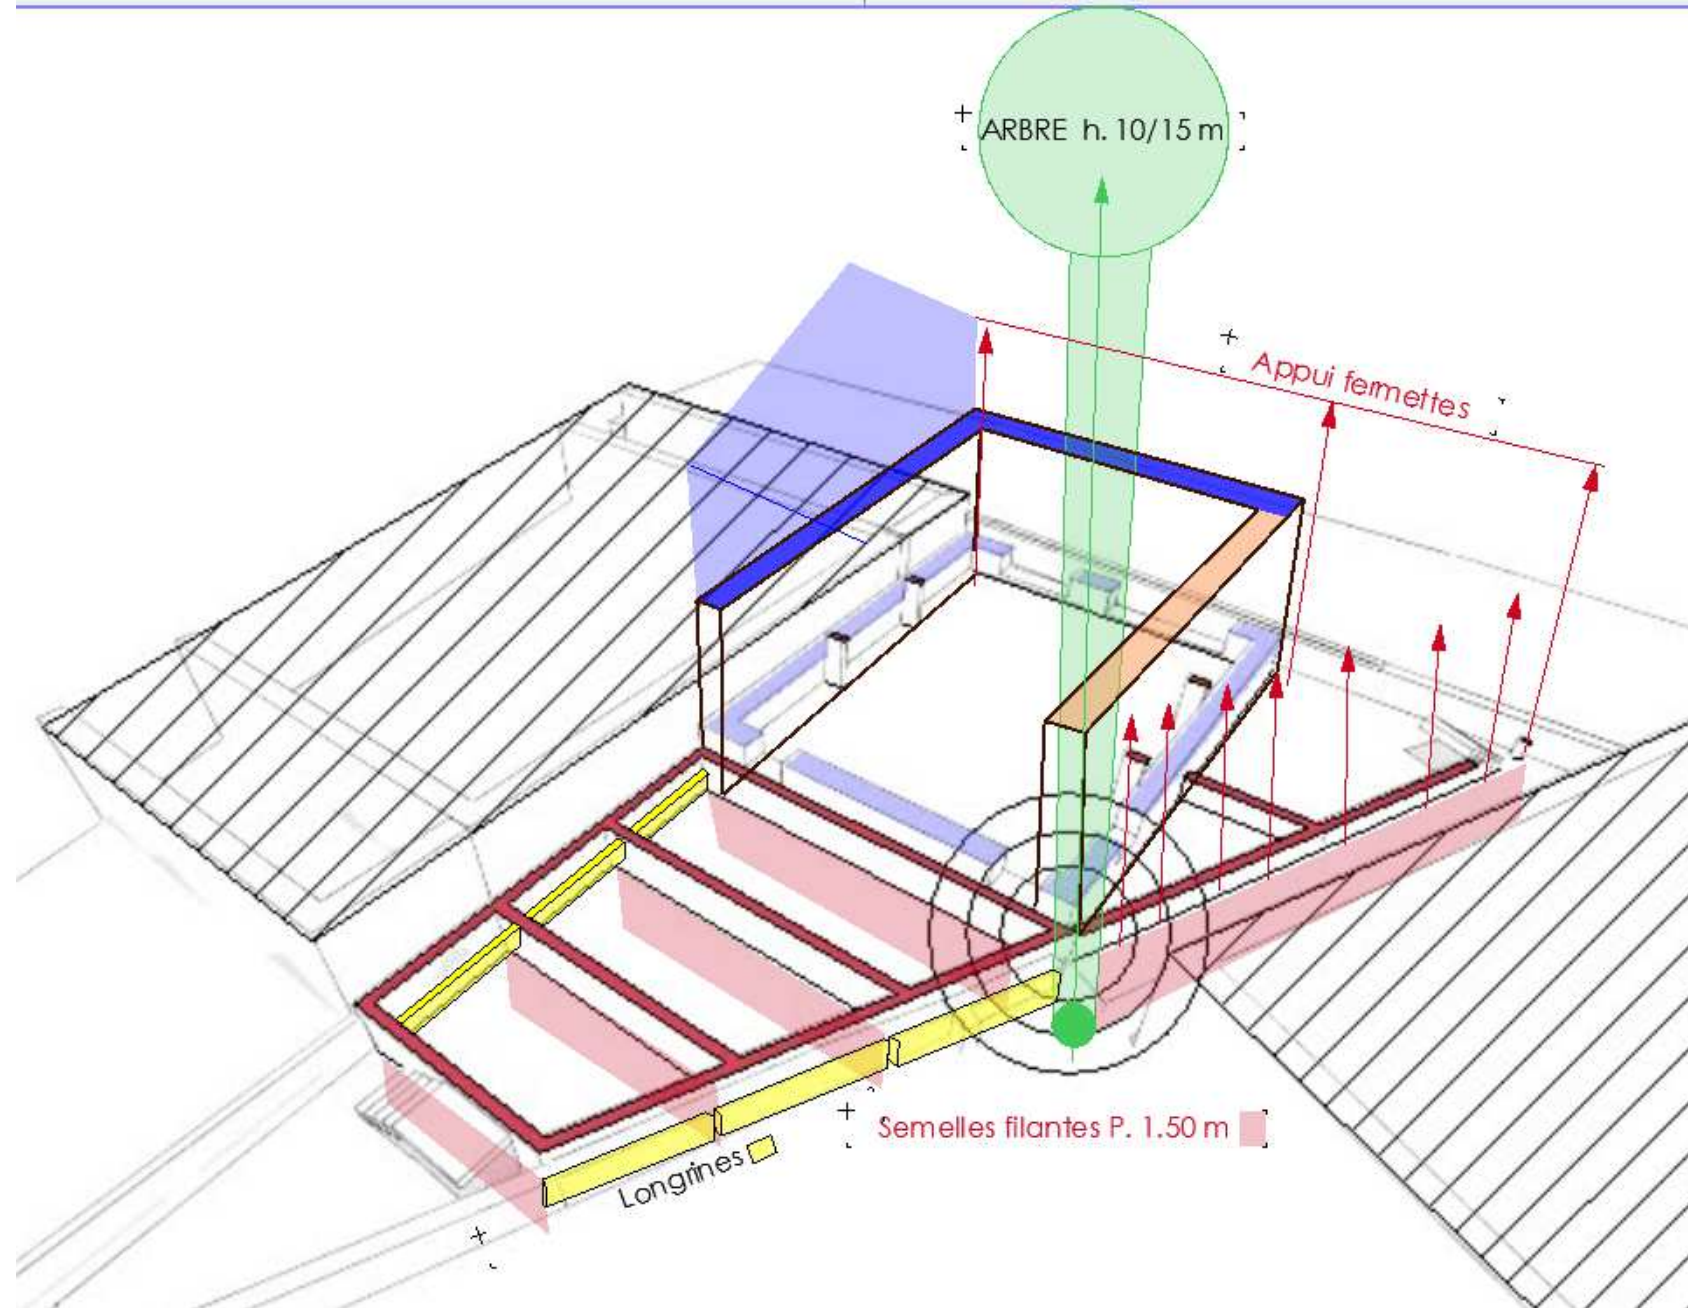 ARBRE h. 10/15 m
Appui fermettes
Semelles filantes P. 1.50 m
Longrines